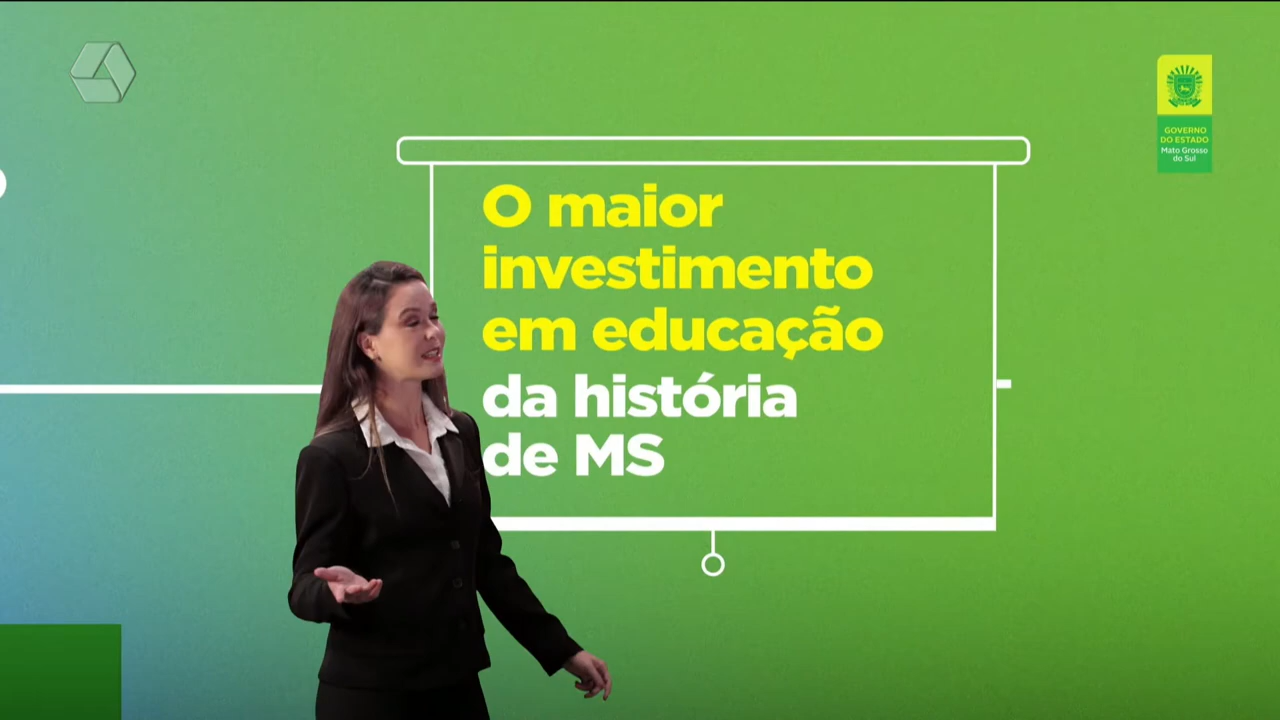 O maior
investimento
em educação
da história
de MS
GOVERNO
DO ESTADO
Mato Grosso
do Sul